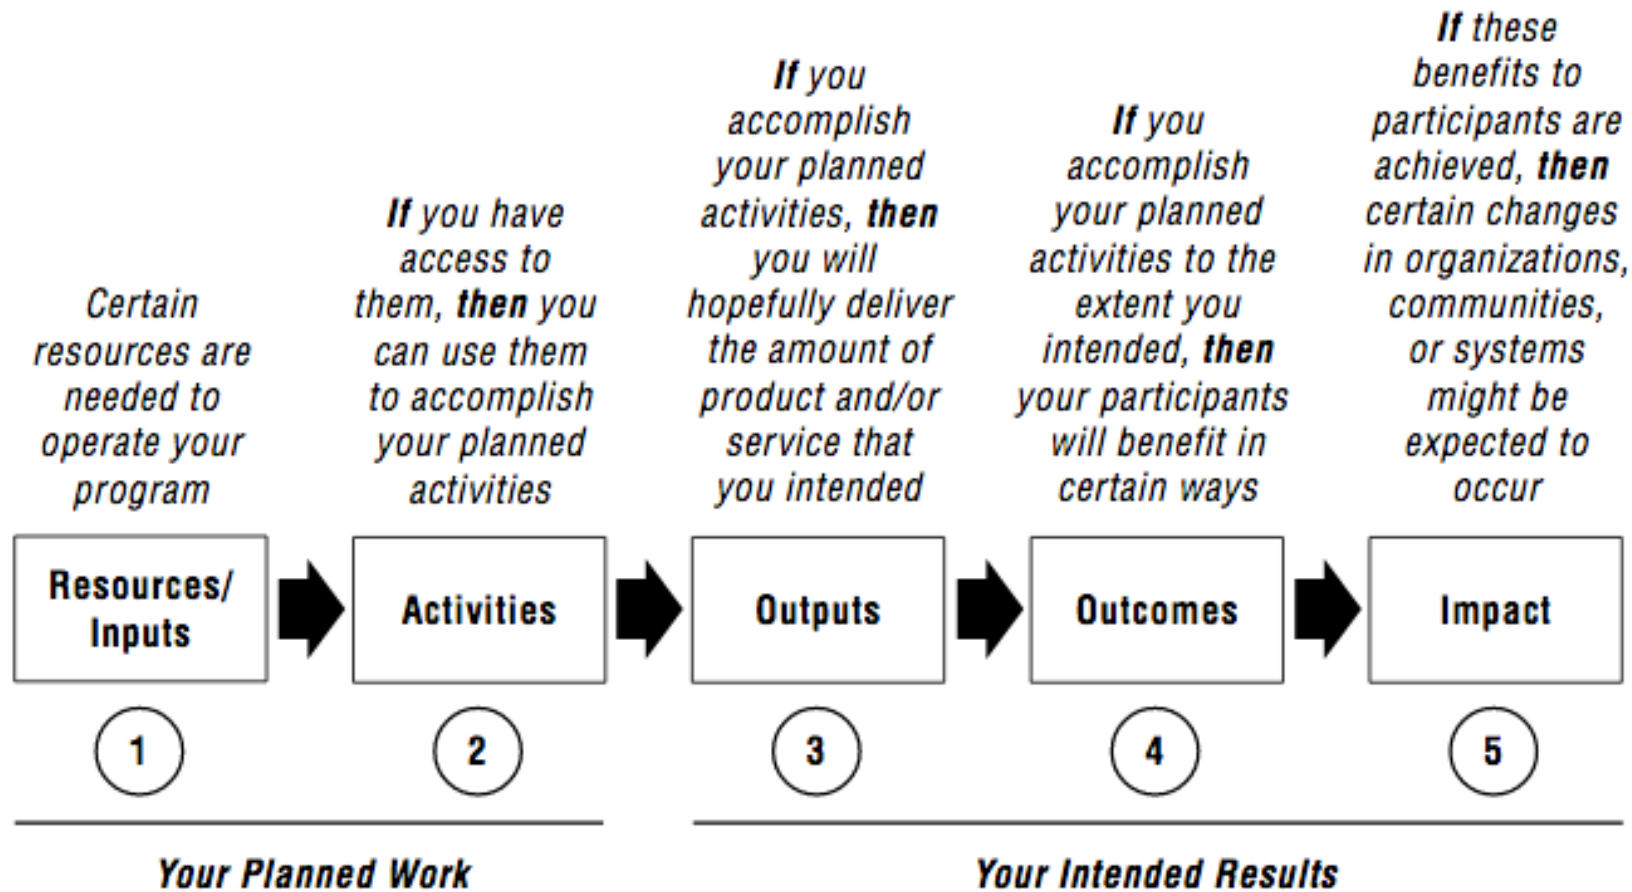 Certain
resources are
needed to
operate your
program
If you have
access to
them, then you
can use them
to accomplish
your planned
activities
If you
accomplish
your planned
activities, then
you will
hopefully deliver
the amount of
product and/or
service that
you intended
If you
accomplish
your planned
activities to the
extent you
intended, then
your participants
will benefit in
certain ways
If these
benefits to
participants are
achieved, then
certain changes
in organizations,
communities,
or systems
might be
expected to
occur
Resources/
Inputs
Activities
Outputs
Outcomes
Impact
1
2
3
4
5
Your Planned Work
Your Intended Results